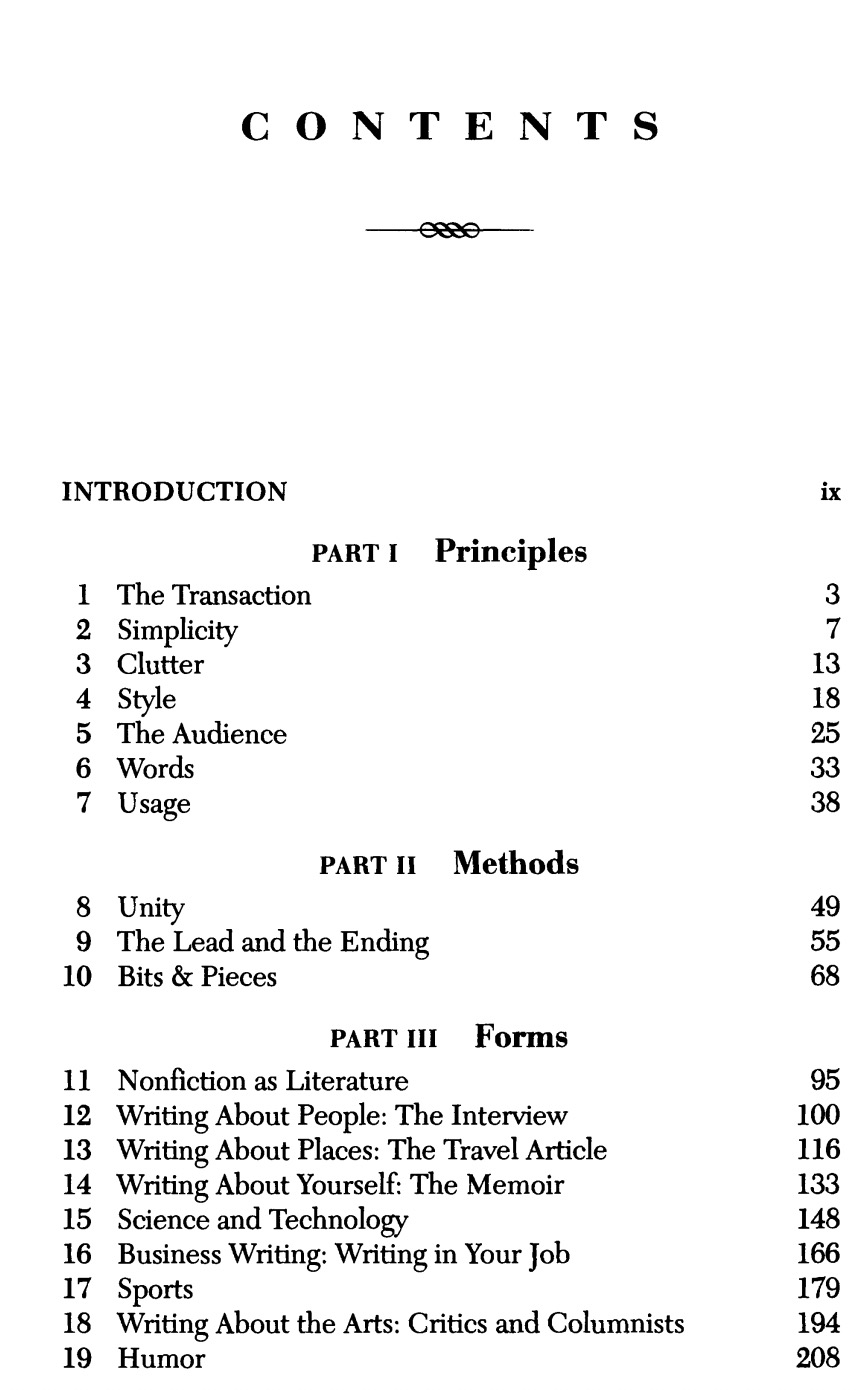 CONTENTS
INTRODUCTION ix
PART I Principles
1 The Transaction 3
2 Simplicity 7
3 Clutter 13
4 Style 18
5 The Audience 25
6 Words 33
7 Usage 38
PART II Methods
8 Unity 49
9 The Lead and the Ending 55
10 Bits & Pieces 68
PART III Forms
11 Nonfiction as Literature 95
12 Writing About People: The Interview 100
13 Writing About Places: The Travel Article 116
14 Writing About Yourself: The Memoir 133
15 Science and Technology 148
16 Business Writing: Writing in Your Job 166
17 Sports 179
18 Writing About the Arts: Critics and Columnists 194
19 Humor 208